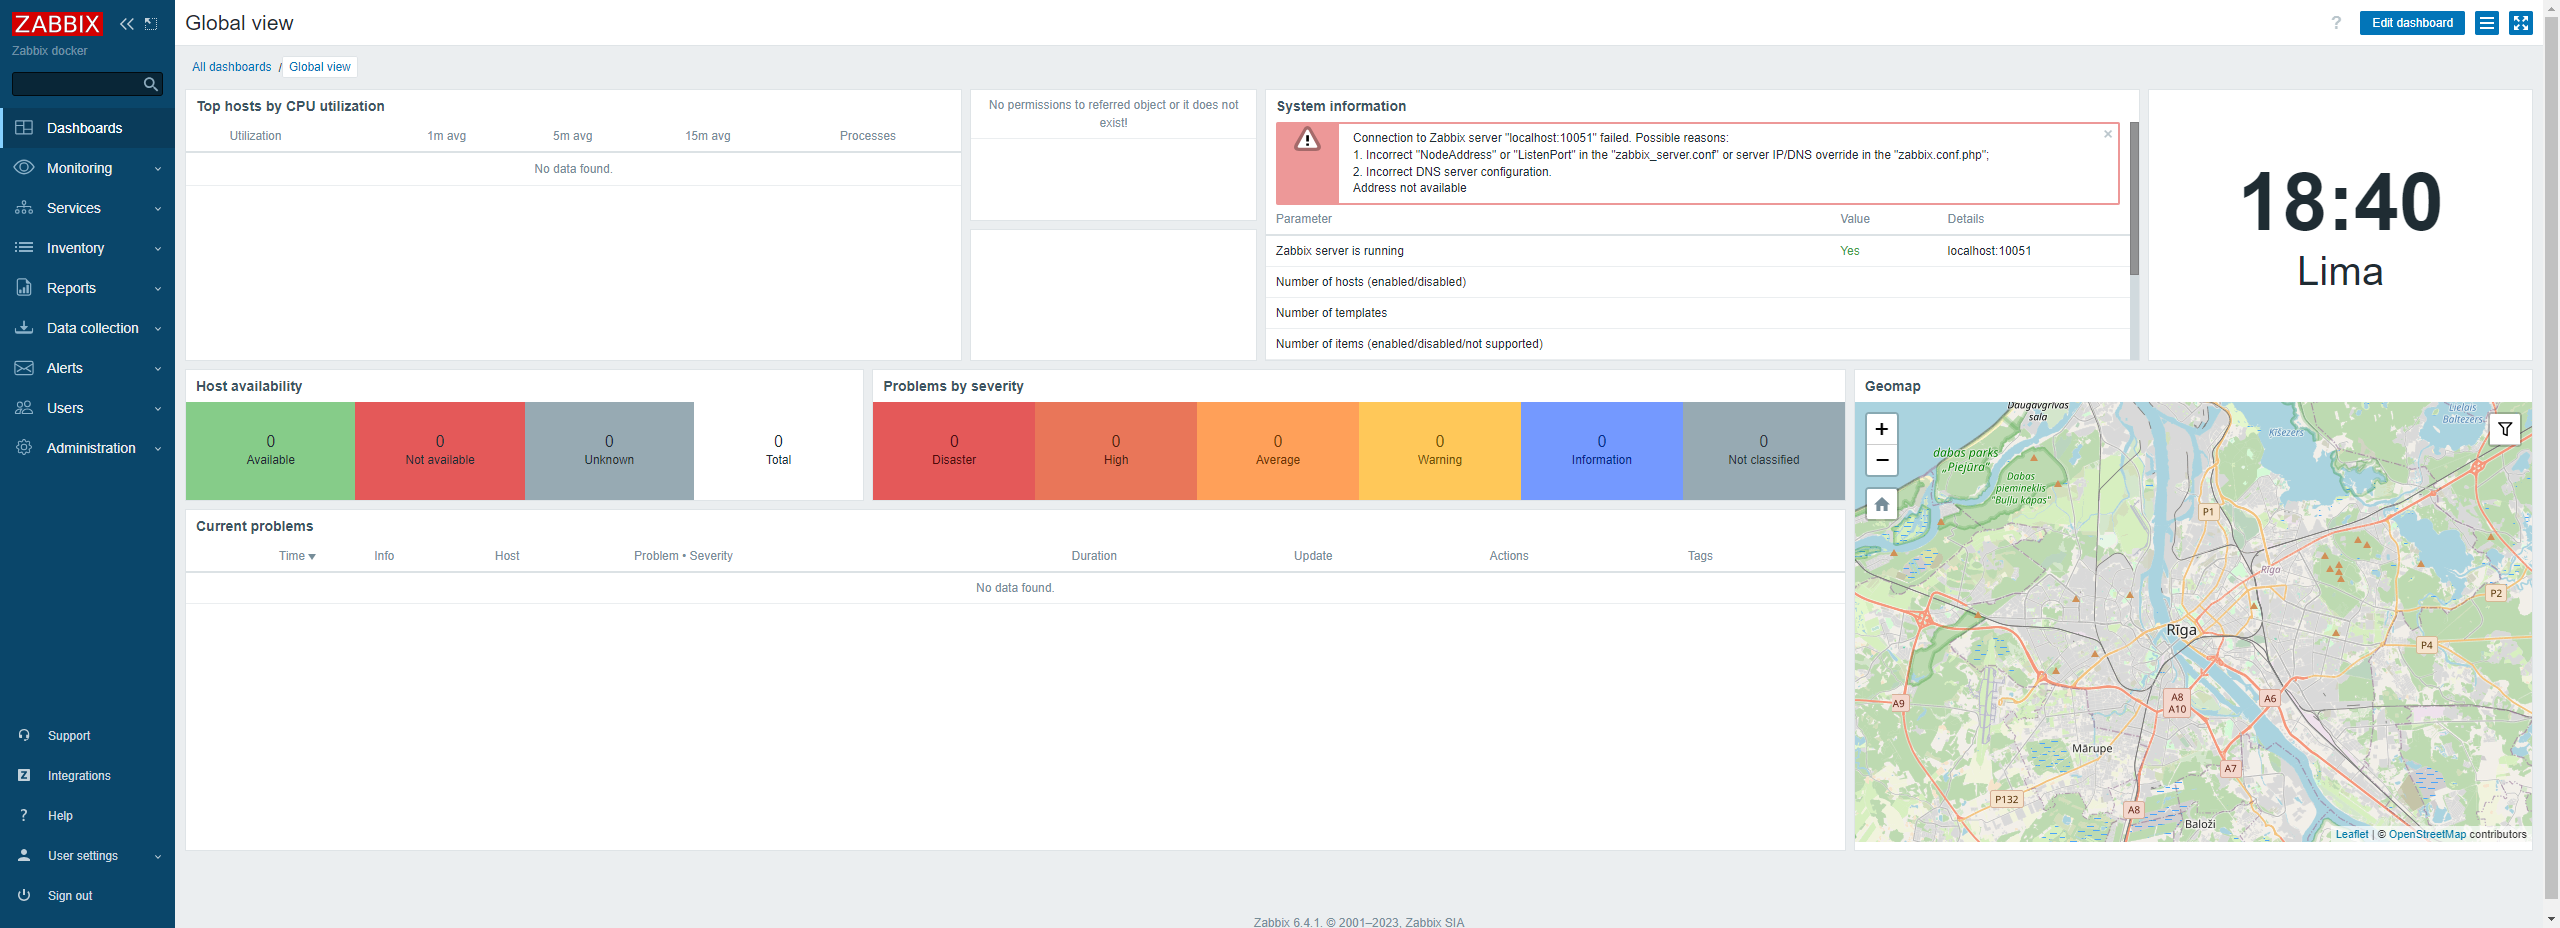 ZABBIX
Zabbix docker
Dashboards
Monitoring
Services
Inventory
Reports
Data collection
Alerts
Users
Administration
Support
Integrations
Help
User settings
Sign out
Global view
? Edit dashboard
All dashboards / Global view
Top hosts by CPU utilization
Utilization 1m avg 5m avg 15m avg Processes
No data found.
No permissions to referred object or it does not
exist!
System information
Connection to Zabbix server "localhost:10051" failed. Possible reasons:
1. Incorrect "NodeAddress" or "ListenPort" in the "zabbix_server.conf" or server IP/DNS override in the "zabbix.conf.php";
2. Incorrect DNS server configuration.
Address not available
Parameter Value Details
Zabbix server is running Yes localhost:10051
Number of hosts (enabled/disabled)
Number of templates
Number of items (enabled/disabled/not supported)
18:40
Lima
Host availability
0 0 0 0
Available Not available Unknown Total
Problems by severity
0 0 0 0 0 0
Disaster High Average Warning Information Not classified
Current problems
Time Info Host Problem • Severity Duration Update Actions Tags
No data found.
Geomap
+
−
Daugavgrīvas
sala
dabas parks
„Piejūra"
Dabas
piemineklis
"Buļļu kāpas"
Ķīšezers
Lielais
Baltezers
P1
Rīga
P2
Rīga
P4
A9
A8
A10
A6
Mārupe
A7
P132
A8
Baloži
Leaflet | © OpenStreetMap contributors
Zabbix 6.4.1. © 2001–2023, Zabbix SIA